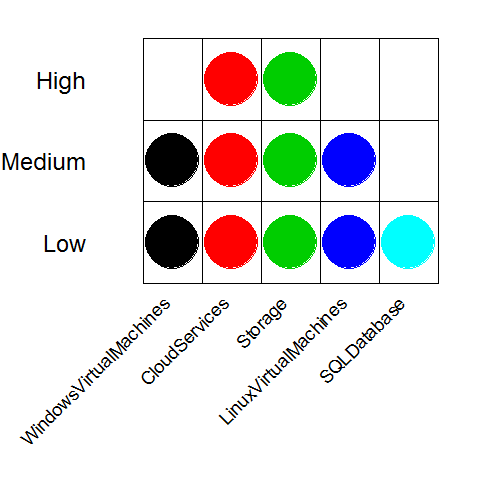 High
Medium
Low
WindowsVirtualMachines
CloudServices
Storage
LinuxVirtualMachines
SQLDatabase